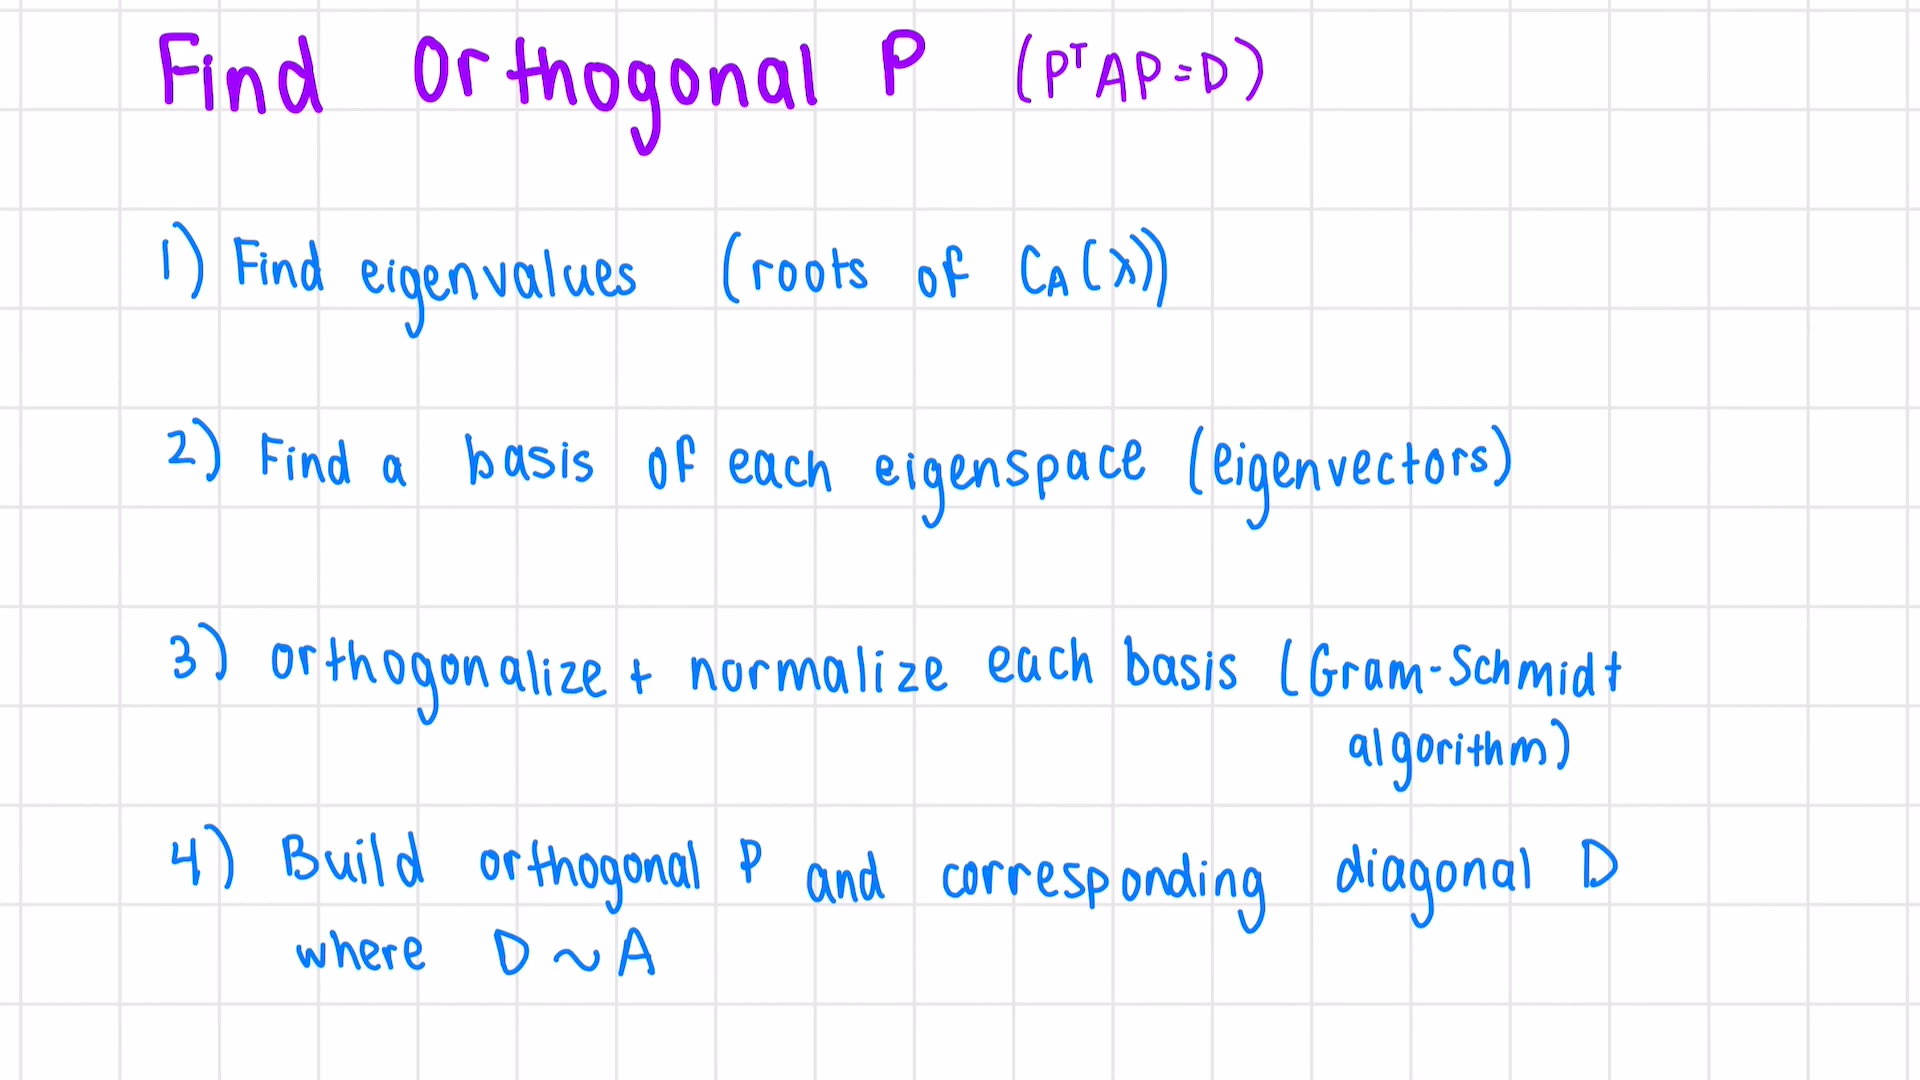 Find Orthogonal P (PᵀAP=D)
1) Find eigenvalues (roots of C_A(λ))
2) Find a basis of each eigenspace (eigenvectors)
3) orthogonalize + normalize each basis (Gram-Schmidt
algorithm)
4) Build orthogonal P and corresponding diagonal D
where D ~ A